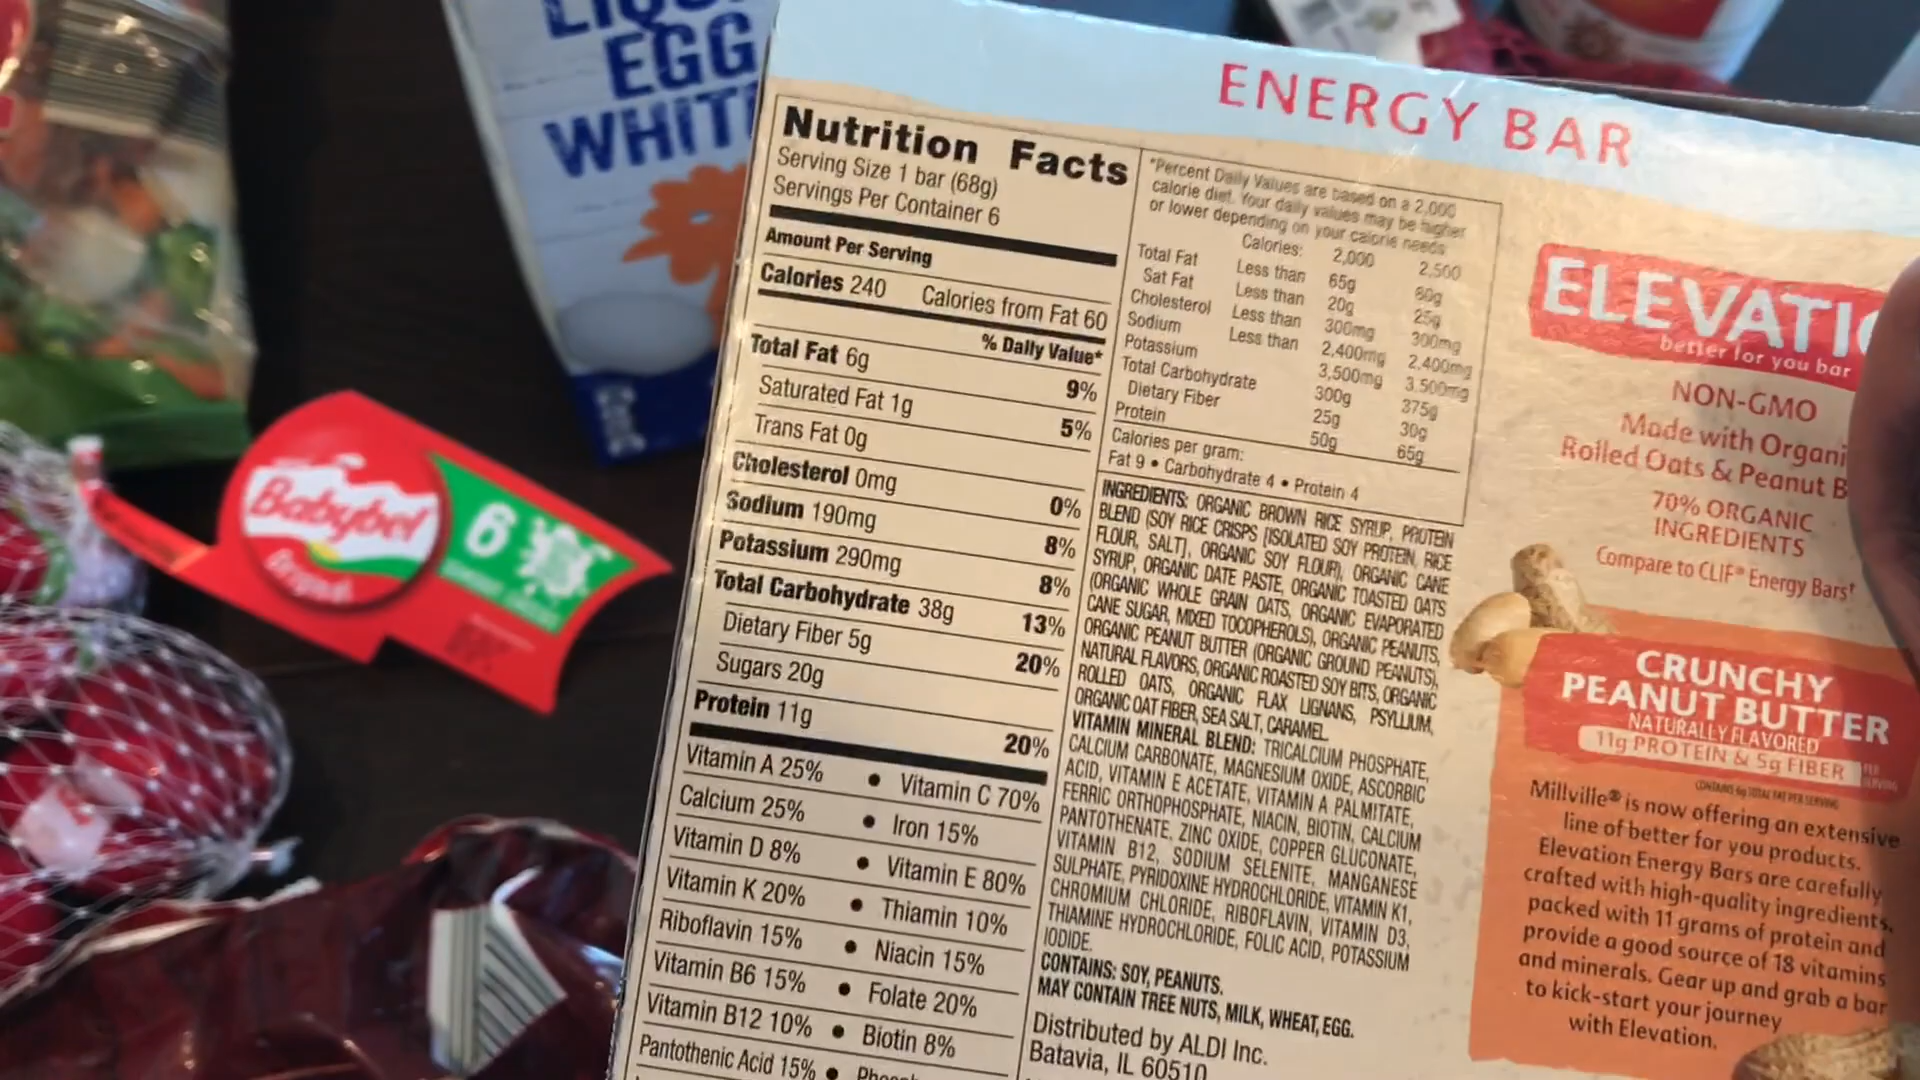 EGG
ENERGY BAR
Nutrition Facts
Serving Size 1 bar (68g)
Servings Per Container 6
Amount Per Serving
Calories 240 Calories from Fat 60
% Daily Value*
Total Fat 6g 9%
Saturated Fat 1g 5%
Trans Fat 0g
Cholesterol 0mg 0%
Sodium 190mg 8%
Potassium 290mg 8%
Total Carbohydrate 38g 13%
Dietary Fiber 5g 20%
Sugars 20g
Protein 11g 20%
Vitamin A 25% • Vitamin C 70%
Calcium 25% • Iron 15%
Vitamin D 8% • Vitamin E 80%
Vitamin K 20% • Thiamin 10%
Riboflavin 15% • Niacin 15%
Vitamin B6 15% • Folate 20%
Vitamin B12 10% • Biotin 8%
Pantothenic Acid 15% •
*Percent Daily Values are based on a 2,000
calorie diet. Your daily values may be higher
or lower depending on your calorie needs
Calories: 2,000 2,500
Total Fat Less than 65g 80g
Sat Fat Less than 20g 25g
Cholesterol Less than 300mg 300mg
Sodium Less than 2,400mg 2,400mg
Potassium 3,500mg 3,500mg
Total Carbohydrate 300g 375g
Dietary Fiber 25g 30g
Protein 50g 65g
Calories per gram:
Fat 9 • Carbohydrate 4 • Protein 4
INGREDIENTS: ORGANIC BROWN RICE SYRUP, PROTEIN
BLEND (SOY RICE CRISPS [ISOLATED SOY PROTEIN, RICE
FLOUR, SALT], ORGANIC SOY FLOUR), ORGANIC CANE
SYRUP, ORGANIC DATE PASTE, ORGANIC TOASTED OATS
(ORGANIC WHOLE GRAIN OATS, ORGANIC EVAPORATED
CANE SUGAR, MIXED TOCOPHEROLS), ORGANIC PEANUTS,
ORGANIC PEANUT BUTTER (ORGANIC GROUND PEANUTS),
NATURAL FLAVORS, ORGANIC ROASTED SOY BITS, ORGANIC
ROLLED OATS, ORGANIC FLAX LIGNANS, PSYLLIUM,
ORGANIC OAT FIBER, SEA SALT, CARAMEL.
VITAMIN MINERAL BLEND: TRICALCIUM PHOSPHATE,
CALCIUM CARBONATE, MAGNESIUM OXIDE, ASCORBIC
ACID, VITAMIN E ACETATE, VITAMIN A PALMITATE,
FERRIC ORTHOPHOSPHATE, NIACIN, BIOTIN, CALCIUM
PANTOTHENATE, ZINC OXIDE, COPPER GLUCONATE,
VITAMIN B12, SODIUM SELENITE, MANGANESE
SULPHATE, PYRIDOXINE HYDROCHLORIDE, VITAMIN K1,
CHROMIUM CHLORIDE, RIBOFLAVIN, VITAMIN D3,
THIAMINE HYDROCHLORIDE, FOLIC ACID, POTASSIUM
IODIDE.
CONTAINS: SOY, PEANUTS.
MAY CONTAIN TREE NUTS, MILK, WHEAT, EGG.
Distributed by ALDI Inc.
Batavia, IL 60510
ELEVATI
better for you bar
NON-GMO
Made with Organi
Rolled Oats & Peanut B
70% ORGANIC
INGREDIENTS
Compare to CLIF® Energy Bars†
CRUNCHY
PEANUT BUTTER
NATURALLY FLAVORED
11g PROTEIN & 5g FIBER PER SERVING
CONTAINS 6g TOTAL FAT PER SERVING
Millville® is now offering an extensive
line of better for you products.
Elevation Energy Bars are carefully
crafted with high-quality ingredients,
packed with 11 grams of protein and
provide a good source of 18 vitamins
and minerals. Gear up and grab a bar
to kick-start your journey
with Elevation.
Babybel
Original
6